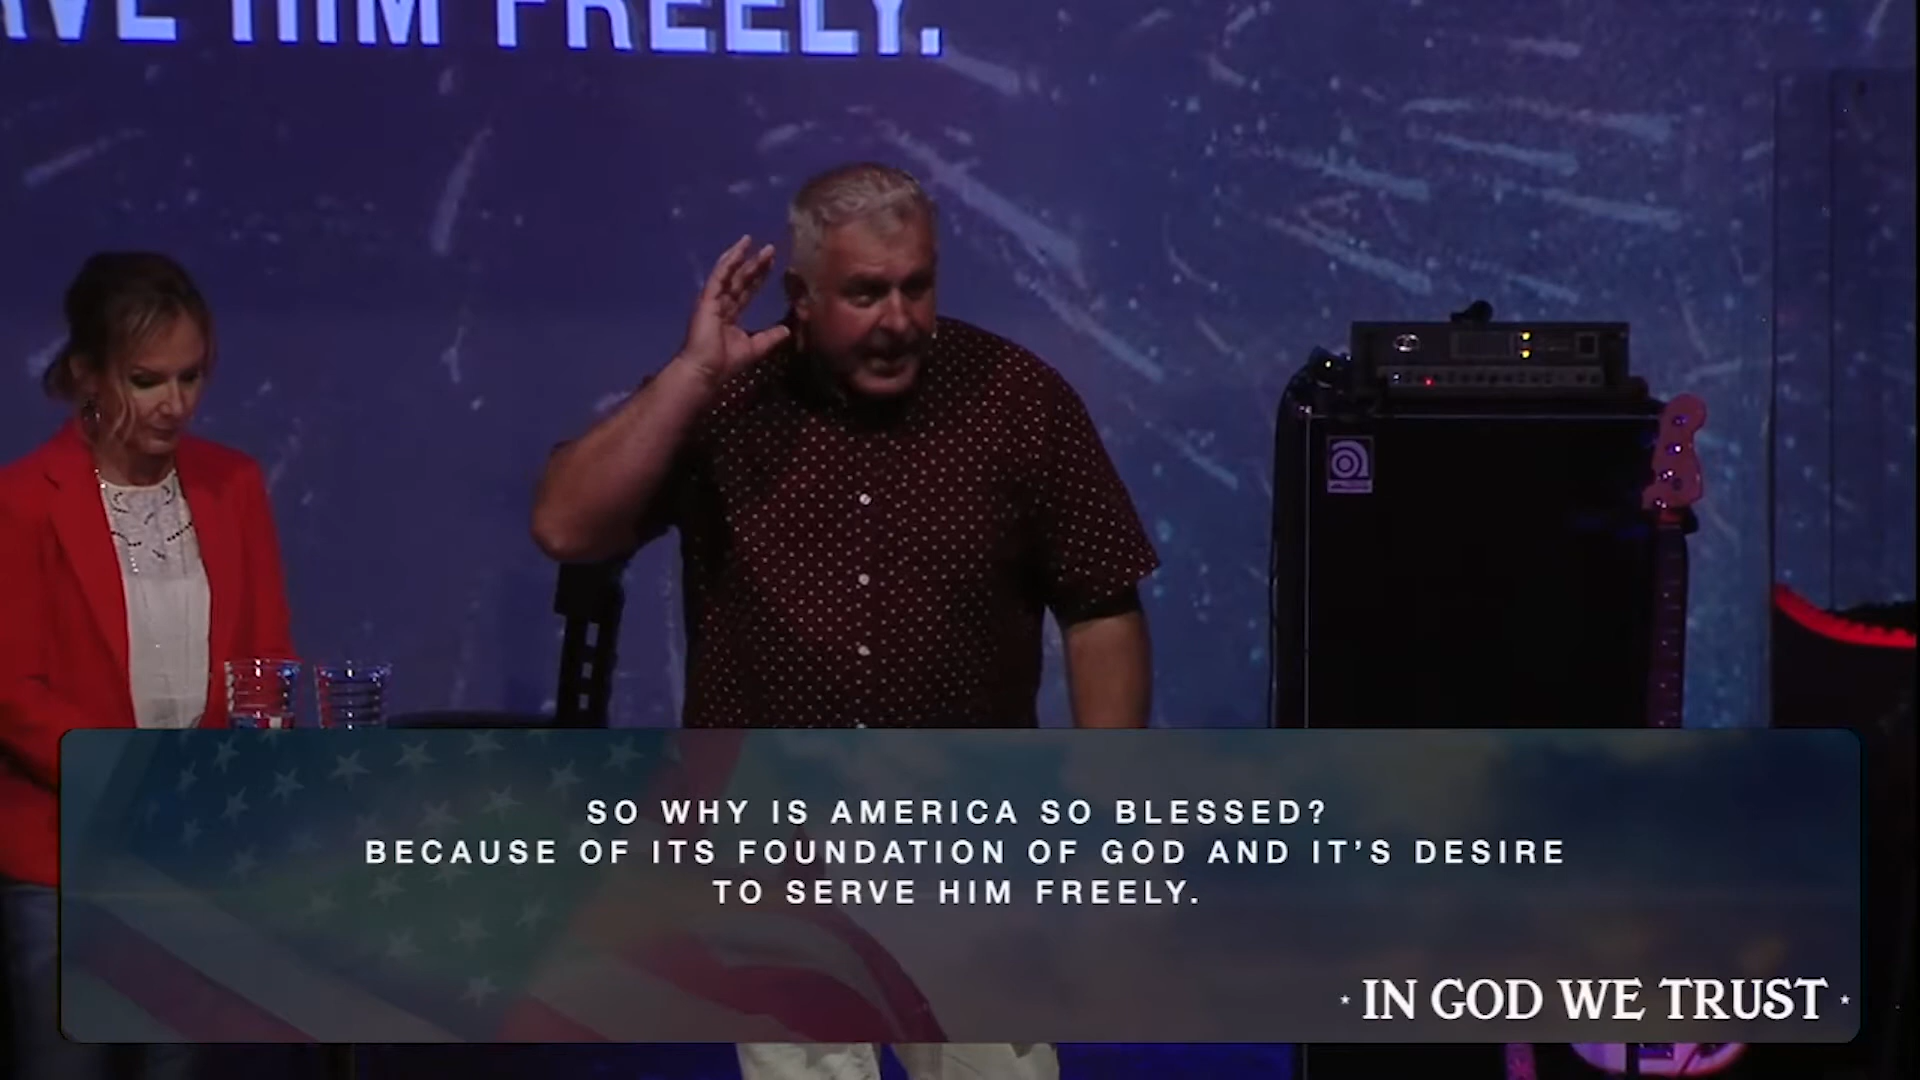 AVE HIM FREELY.
SO WHY IS AMERICA SO BLESSED?
BECAUSE OF ITS FOUNDATION OF GOD AND IT'S DESIRE
TO SERVE HIM FREELY.
IN GOD WE TRUST